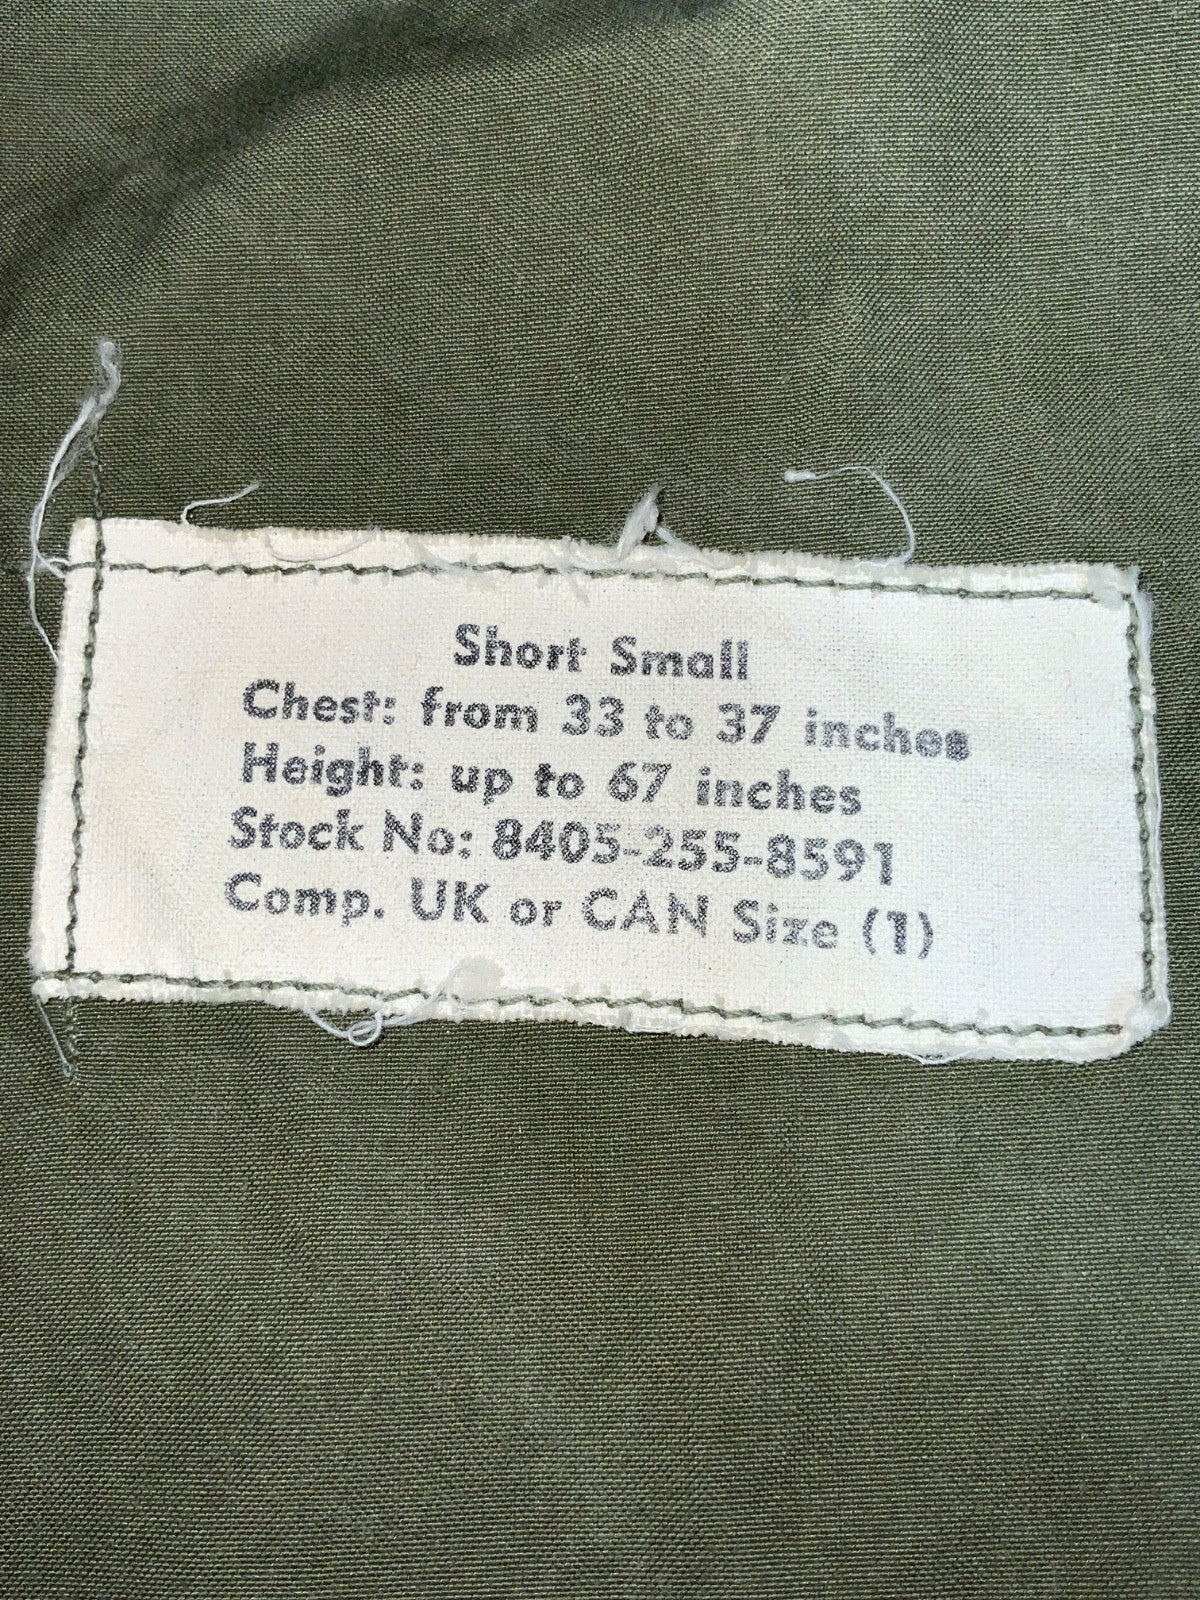 Short Small
Chest: from 33 to 37 inches
Height: up to 67 inches
Stock No: 8405-255-8591
Comp. UK or CAN Size (1)